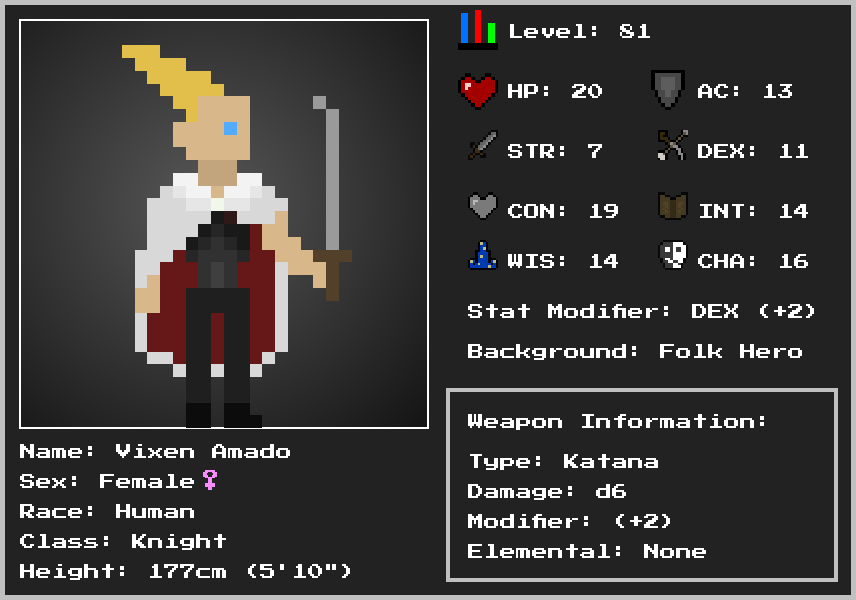 Level: 81
HP: 20
AC: 13
STR: 7
DEX: 11
CON: 19
INT: 14
WIS: 14
CHA: 16
Stat Modifier: DEX (+2)
Background: Folk Hero
Weapon Information:
Type: Katana
Damage: d6
Modifier: (+2)
Elemental: None
Name: Vixen Amado
Sex: Female♀
Race: Human
Class: Knight
Height: 177cm (5'10")